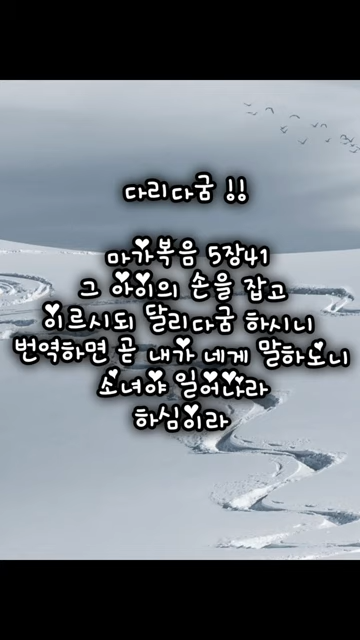 다리다굼 !!
마가복음 5장41
그 아이의 손을 잡고
이르시되 달리다굼 하시니
번역하면 곧 내가 네게 말하노니
소녀야 일어나라
하심이라